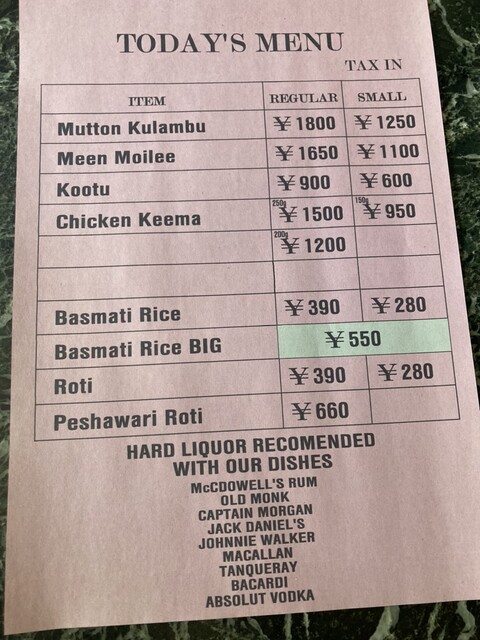 TODAY'S MENU
TAX IN
ITEM REGULAR SMALL
Mutton Kulambu ¥1800 ¥1250
Meen Moilee ¥1650 ¥1100
Kootu ¥900 ¥600
Chicken Keema 250g ¥1500 150g ¥950
200g ¥1200
Basmati Rice ¥390 ¥280
Basmati Rice BIG ¥550
Roti ¥390 ¥280
Peshawari Roti ¥660
HARD LIQUOR RECOMENDED
WITH OUR DISHES
McDOWELL'S RUM
OLD MONK
CAPTAIN MORGAN
JACK DANIEL'S
JOHNNIE WALKER
MACALLAN
TANQUERAY
BACARDI
ABSOLUT VODKA